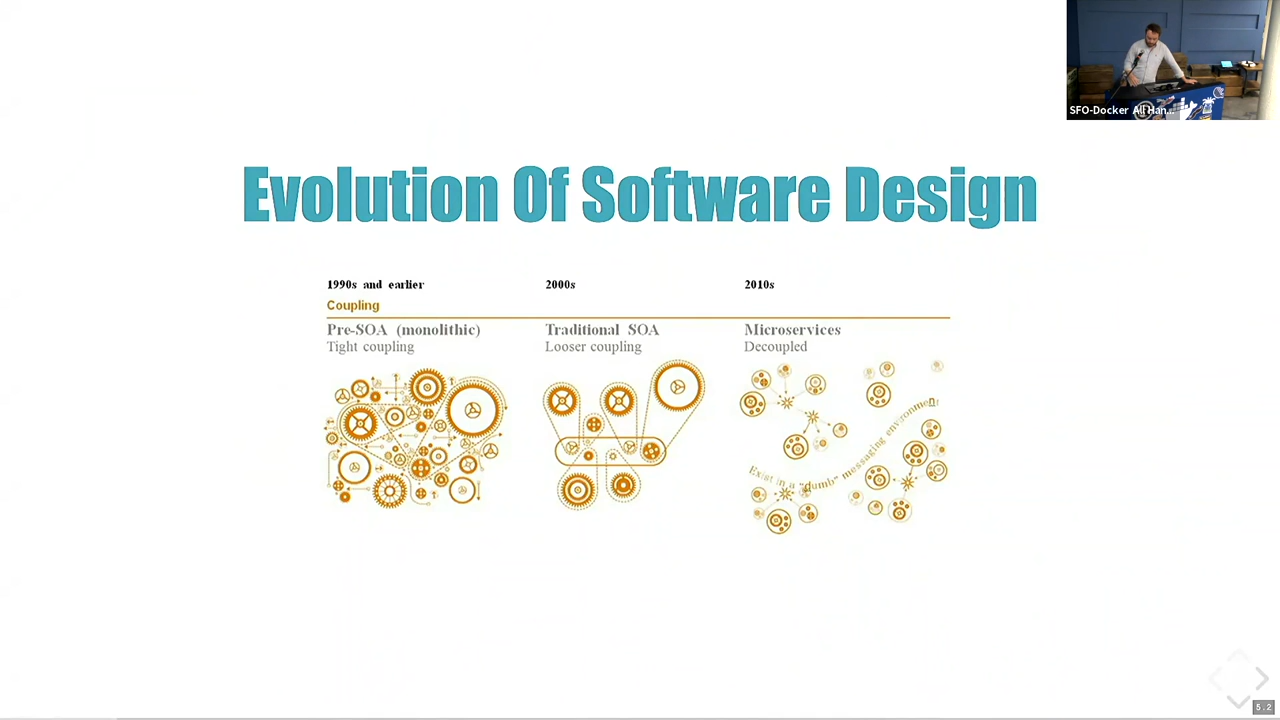 SFO-Docker All Han...
Evolution Of Software Design
1990s and earlier
2000s
2010s
Coupling
Pre-SOA (monolithic)
Traditional SOA
Microservices
Tight coupling
Looser coupling
Decoupled
Exist in a "dumb" messaging environment
5.2